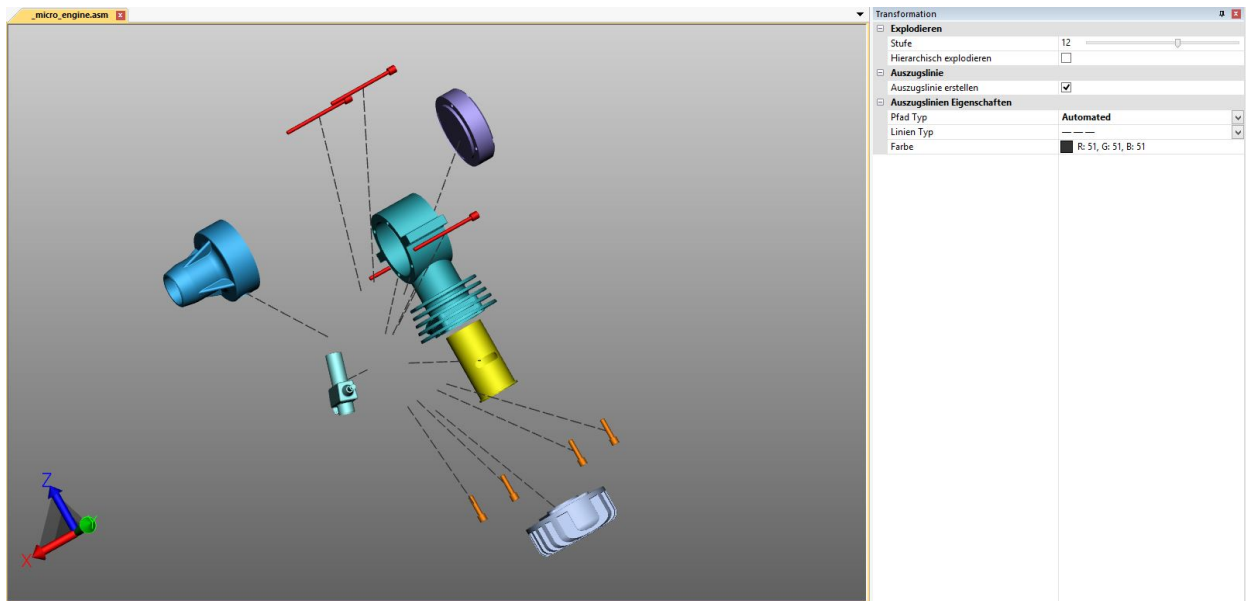 _micro_engine.asm
Transformation
Explodieren
Stufe 12
Hierarchisch explodieren
Auszugslinie
Auszugslinie erstellen
Auszugslinien Eigenschaften
Pfad Typ Automated
Linien Typ
Farbe R: 51, G: 51, B: 51
Z
X